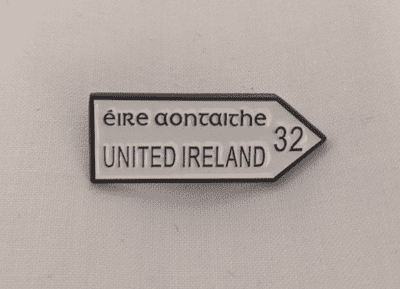 éire aontaithe
UNITED IRELAND
32